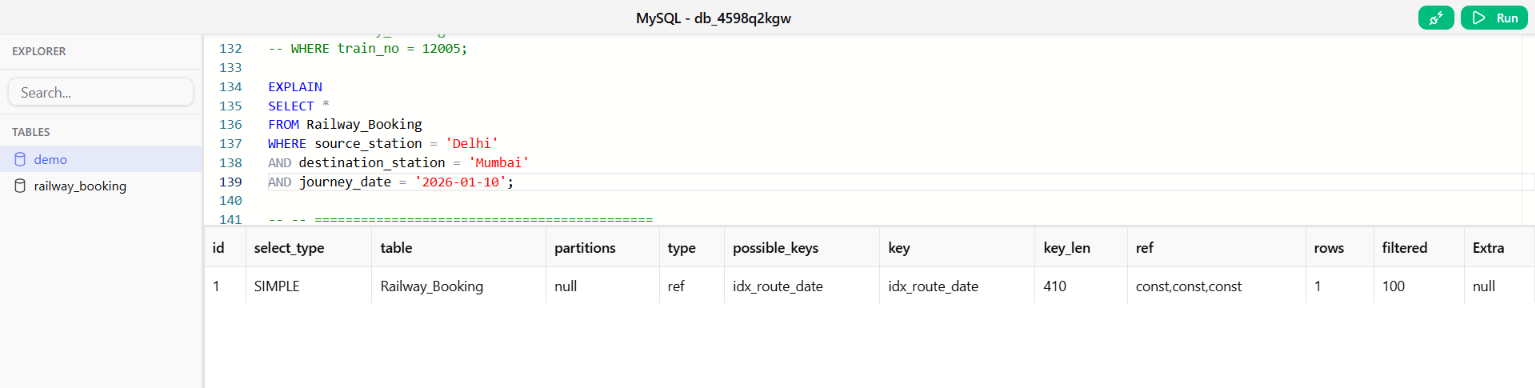 MySQL - db_4598q2kgw
Run
EXPLORER
Search...
TABLES
demo
railway_booking
132 -- WHERE train_no = 12005;
133
134 EXPLAIN
135 SELECT *
136 FROM Railway_Booking
137 WHERE source_station = 'Delhi'
138 AND destination_station = 'Mumbai'
139 AND journey_date = '2026-01-10';
140
141 -- -- ============================================
id select_type table partitions type possible_keys key key_len ref rows filtered Extra
1 SIMPLE Railway_Booking null ref idx_route_date idx_route_date 410 const,const,const 1 100 null